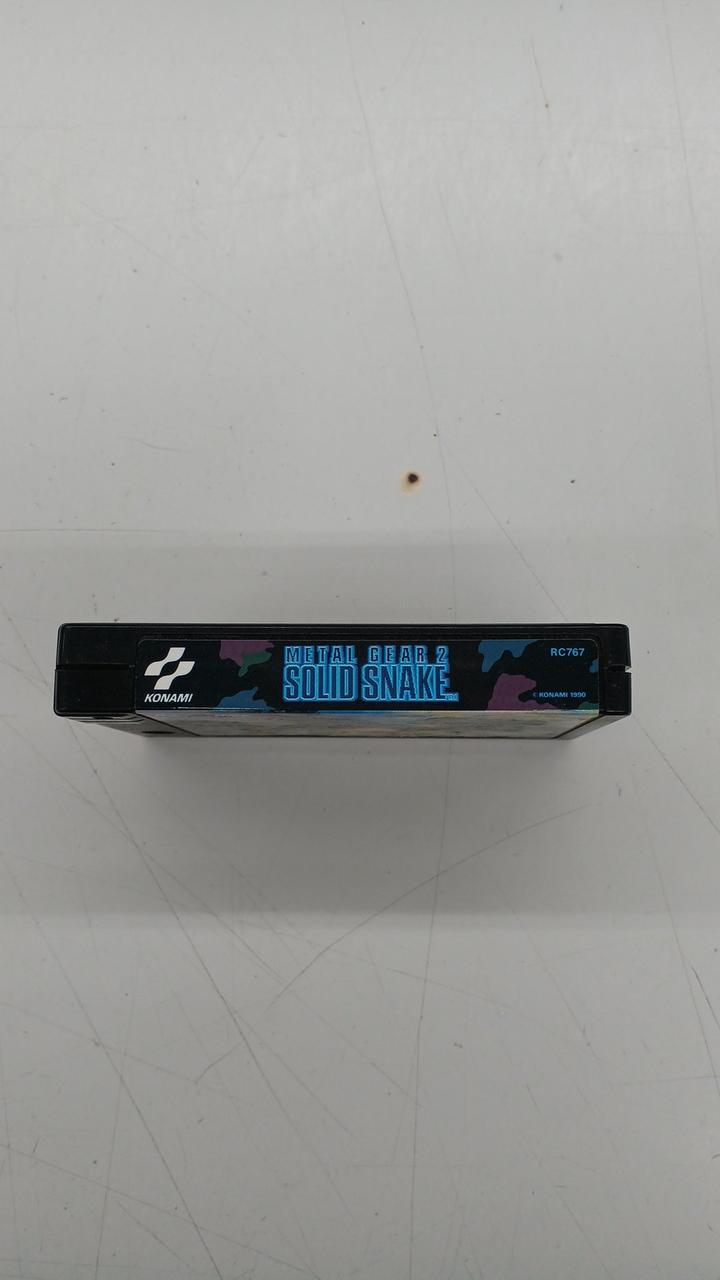 KONAMI
METAL GEAR 2
SOLID SNAKE
RC767
© KONAMI 1990